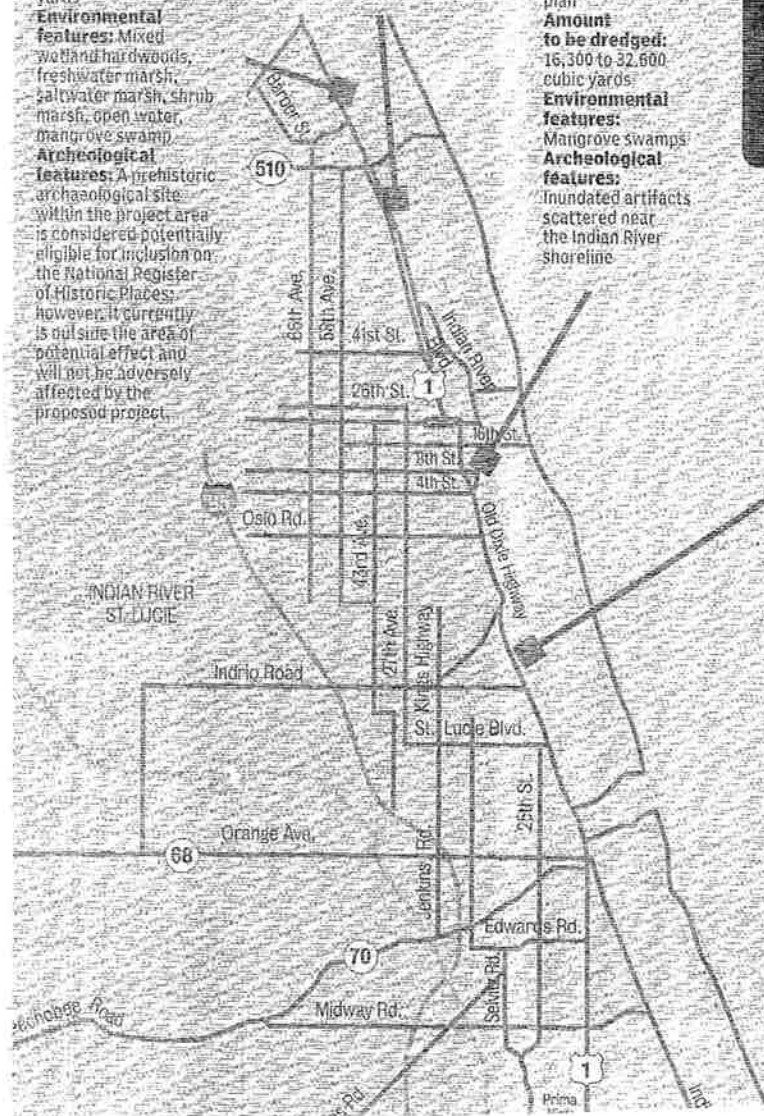 yards
Environmental
features: Mixed
wetland hardwoods,
freshwater marsh,
saltwater marsh, shrub
marsh, open water,
mangrove swamp
Archeological
features: A prehistoric
archaeological site
within the project area
is considered potentially
eligible for inclusion on
the National Register
of Historic Places;
however, it currently
is outside the area of
potential effect and
will not be adversely
affected by the
proposed project.
plan
Amount
to be dredged:
16,300 to 32,600
cubic yards
Environmental
features:
Mangrove swamps
Archeological
features:
Inundated artifacts
scattered near
the Indian River
shoreline
Barber St.
510
66th Ave.
58th Ave.
41st St.
Indian River
Blvd.
1
26th St.
16th St.
8th St.
4th St.
Oslo Rd.
43rd Ave.
Old Dixie Highway
INDIAN RIVER
ST. LUCIE
27th Ave.
Kings Highway
Indrio Road
St. Lucie Blvd.
25th St.
Orange Ave.
68
Jenkins Rd.
Edwards Rd.
70
Selvitz Rd.
Midway Rd.
Road
Rd.
1
Prima